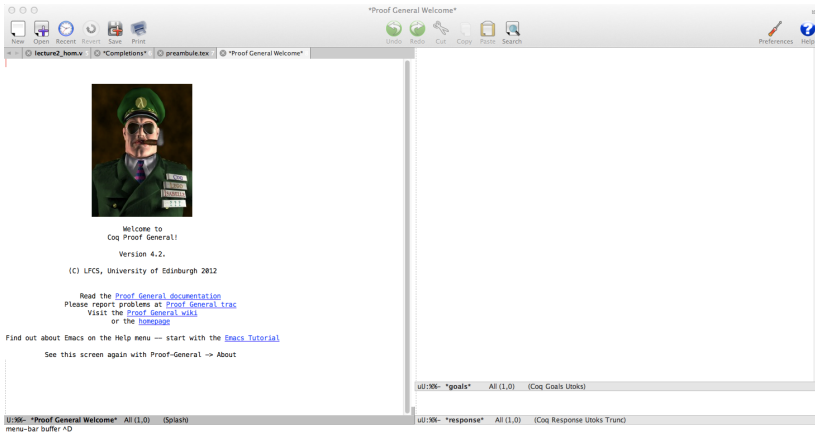 *Proof General Welcome*
New Open Recent Revert Save Print Undo Redo Cut Copy Paste Search Preferences Help
lecture2_hom.v *Completions* preambule.tex *Proof General Welcome*
Welcome to
Coq Proof General!
Version 4.2.
(C) LFCS, University of Edinburgh 2012
Read the Proof General documentation
Please report problems at Proof General trac
Visit the Proof General wiki
or the homepage
Find out about Emacs on the Help menu -- start with the Emacs Tutorial
See this screen again with Proof-General -> About
uU:%%- *goals* All (1,0) (Coq Goals Utoks)
U:%%- *Proof General Welcome* All (1,0) (Splash)
uU:%%- *response* All (1,0) (Coq Response Utoks Trunc)
menu-bar buffer ^D